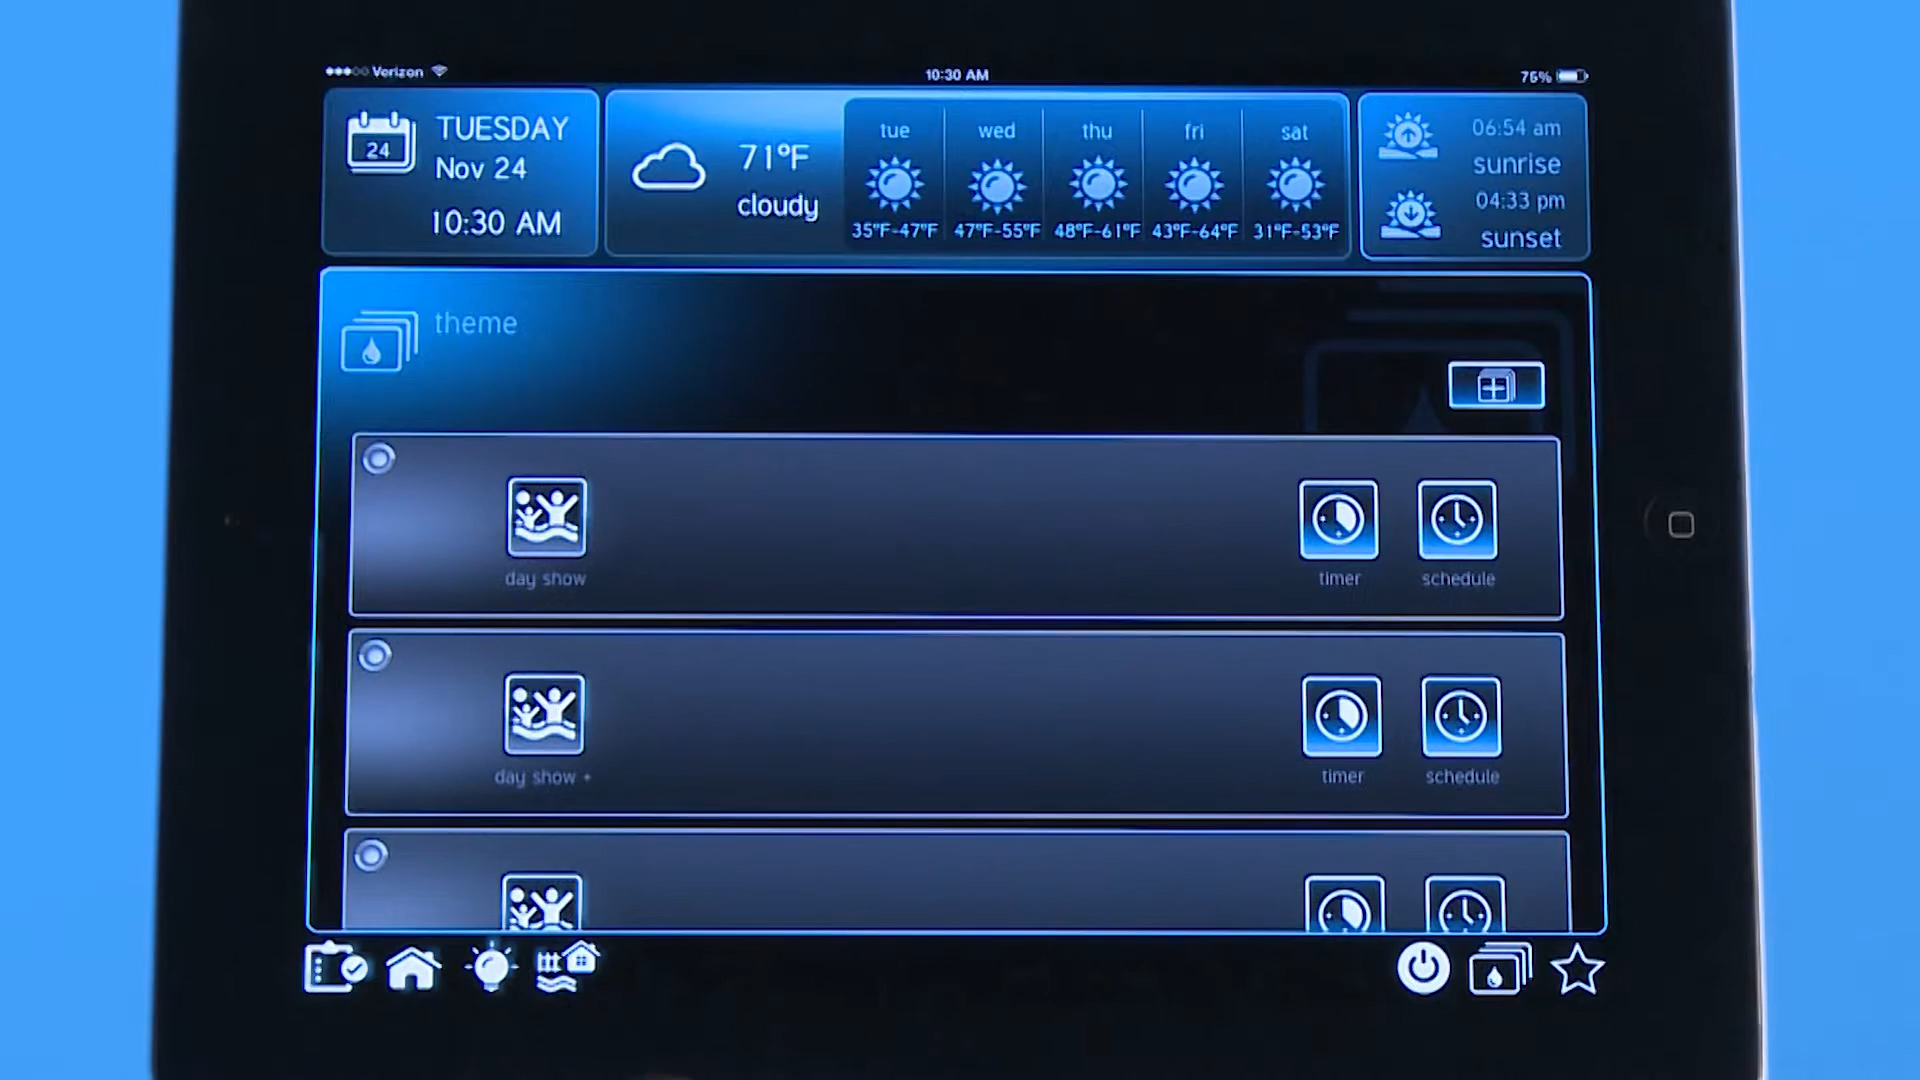 Verizon
10:30 AM
75%
24
TUESDAY
Nov 24
10:30 AM
71°F
cloudy
tue
wed
thu
fri
sat
35°F-47°F
47°F-55°F
48°F-61°F
43°F-64°F
31°F-53°F
06:54 am
sunrise
04:33 pm
sunset
theme
day show
timer
schedule
day show +
timer
schedule